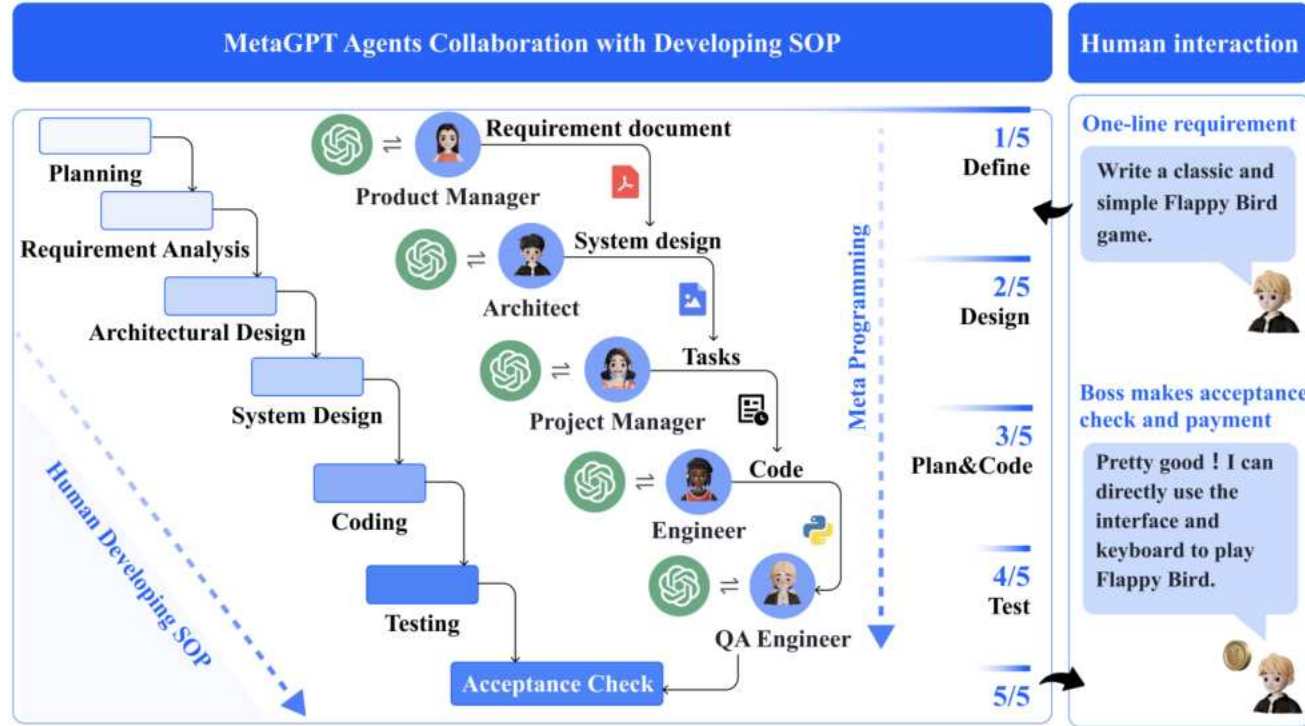 MetaGPT Agents Collaboration with Developing SOP
Human interaction
Planning
Requirement Analysis
Architectural Design
System Design
Coding
Testing
Acceptance Check
Human Developing SOP
Requirement document
Product Manager
System design
Architect
Tasks
Project Manager
Code
Engineer
QA Engineer
Meta Programming
1/5
Define
2/5
Design
3/5
Plan&Code
4/5
Test
5/5
One-line requirement
Write a classic and
simple Flappy Bird
game.
Boss makes acceptance
check and payment
Pretty good ! I can
directly use the
interface and
keyboard to play
Flappy Bird.